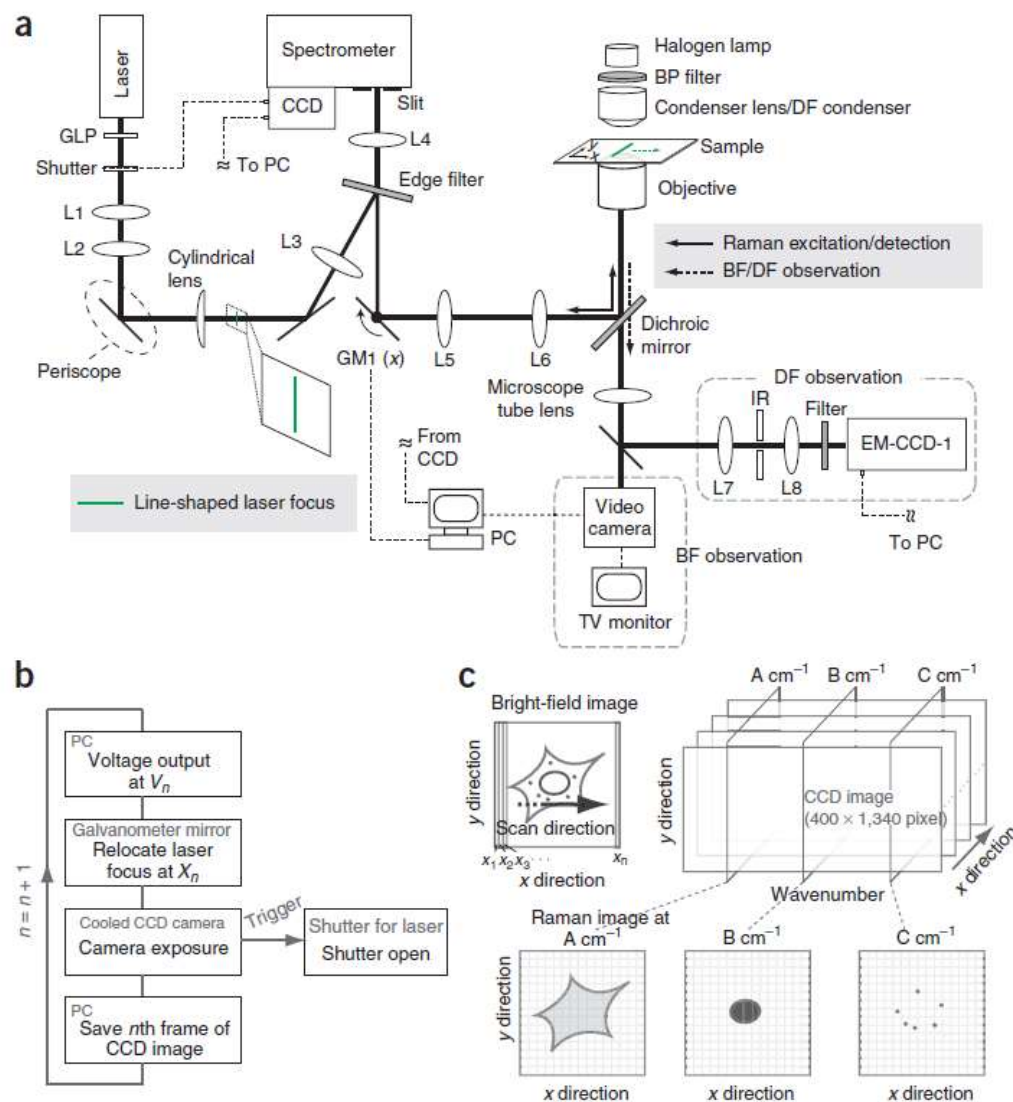 a
Laser
GLP
Shutter
L1
L2
Periscope
Cylindrical
lens
Spectrometer
CCD
Slit
To PC
L4
Edge filter
L3
GM1 (x)
L5
L6
Halogen lamp
BP filter
Condenser lens/DF condenser
y
x
Sample
Objective
Raman excitation/detection
BF/DF observation
Dichroic
mirror
Microscope
tube lens
DF observation
IR
Filter
EM-CCD-1
L7
L8
To PC
From
CCD
PC
Video
camera
BF observation
TV monitor
Line-shaped laser focus
b
n = n + 1
PC
Voltage output
at Vn
Galvanometer mirror
Relocate laser
focus at Xn
Cooled CCD camera
Camera exposure
Trigger
Shutter for laser
Shutter open
PC
Save nth frame of
CCD image
c
Bright-field image
y direction
Scan direction
x1 x2 x3 ··· xn
x direction
A cm⁻¹ B cm⁻¹ C cm⁻¹
y direction
CCD image
(400 × 1,340 pixel)
x direction
Wavenumber
Raman image at
A cm⁻¹ B cm⁻¹ C cm⁻¹
y direction
x direction x direction x direction